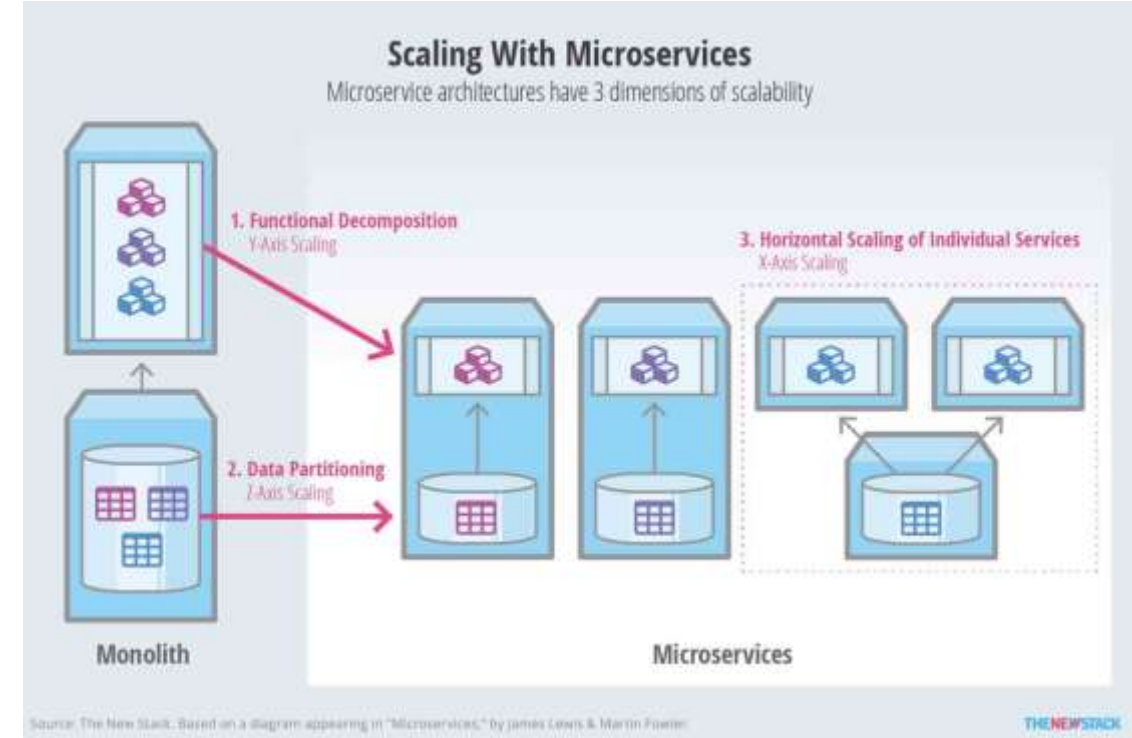 Scaling With Microservices
Microservice architectures have 3 dimensions of scalability
1. Functional Decomposition
Y-Axis Scaling
3. Horizontal Scaling of Individual Services
X-Axis Scaling
2. Data Partitioning
Z-Axis Scaling
Monolith
Microservices
Source: The New Stack. Based on a diagram appearing in "Microservices," by James Lewis & Martin Fowler.
THENEWSTACK